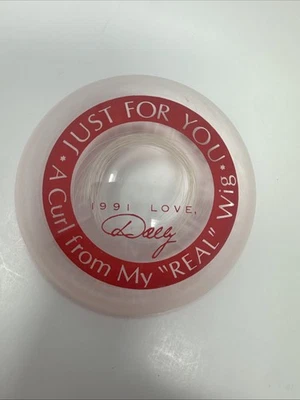 • JUST FOR YOU •
A Curl from My "REAL" Wig
1991 LOVE,
Dolly